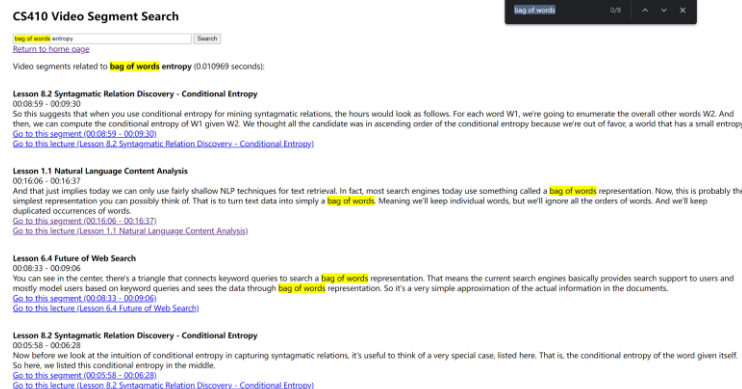 bag of words
0/8
CS410 Video Segment Search
bag of words entropy
Search
Return to home page
Video segments related to bag of words entropy (0.010969 seconds):
Lesson 8.2 Syntagmatic Relation Discovery - Conditional Entropy
00:08:59 - 00:09:30
So this suggests that when you use conditional entropy for mining syntagmatic relations, the hours would look as follows. For each word W1, we're going to enumerate the overall other words W2. And
then, we can compute the conditional entropy of W1 given W2. We thought all the candidate was in ascending order of the conditional entropy because we're out of favor, a world that has a small entropy
Go to this segment (00:08:59 - 00:09:30)
Go to this lecture (Lesson 8.2 Syntagmatic Relation Discovery - Conditional Entropy)
Lesson 1.1 Natural Language Content Analysis
00:16:06 - 00:16:37
And that just implies today we can only use fairly shallow NLP techniques for text retrieval. In fact, most search engines today use something called a bag of words representation. Now, this is probably the
simplest representation you can possibly think of. That is to turn text data into simply a bag of words. Meaning we'll keep individual words, but we'll ignore all the orders of words. And we'll keep
duplicated occurrences of words.
Go to this segment (00:16:06 - 00:16:37)
Go to this lecture (Lesson 1.1 Natural Language Content Analysis)
Lesson 6.4 Future of Web Search
00:08:33 - 00:09:06
You can see in the center, there's a triangle that connects keyword queries to search a bag of words representation. That means the current search engines basically provides search support to users and
mostly model users based on keyword queries and sees the data through bag of words representation. So it's a very simple approximation of the actual information in the documents.
Go to this segment (00:08:33 - 00:09:06)
Go to this lecture (Lesson 6.4 Future of Web Search)
Lesson 8.2 Syntagmatic Relation Discovery - Conditional Entropy
00:05:58 - 00:06:28
Now before we look at the intuition of conditional entropy in capturing syntagmatic relations, it's useful to think of a very special case, listed here. That is, the conditional entropy of the word given itself.
So here, we listed this conditional entropy in the middle.
Go to this segment (00:05:58 - 00:06:28)
Go to this lecture (Lesson 8.2 Syntagmatic Relation Discovery - Conditional Entropy)